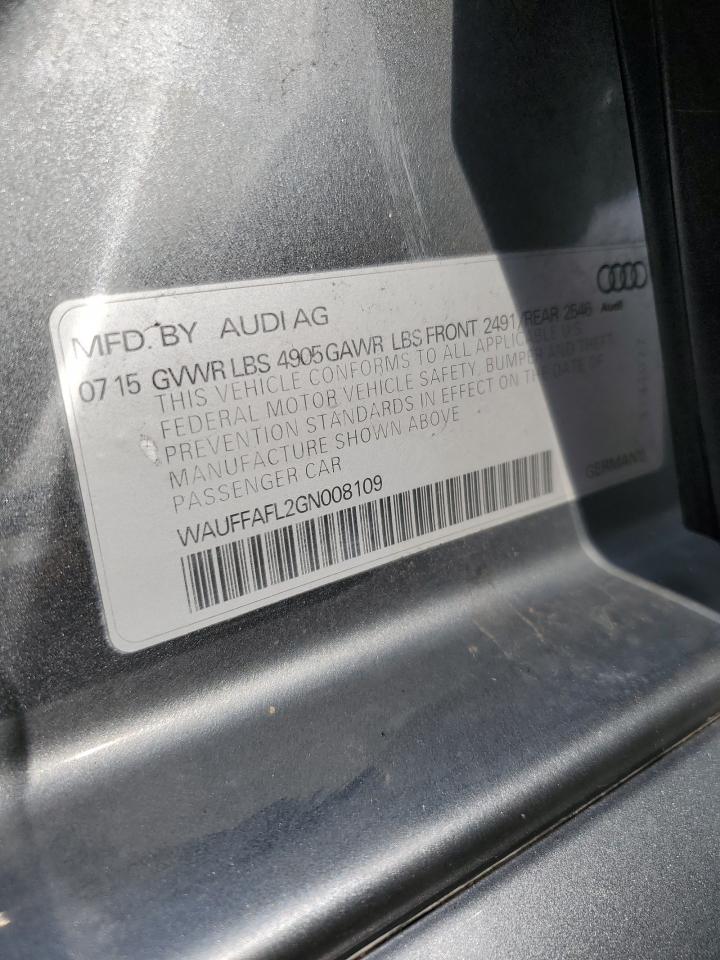 MFD. BY AUDI AG
Audi
07 15 GVWR LBS 4905 GAWR LBS FRONT 2491/REAR 2546
THIS VEHICLE CONFORMS TO ALL APPLICABLE U.S.
FEDERAL MOTOR VEHICLE SAFETY, BUMPER AND THEFT
PREVENTION STANDARDS IN EFFECT ON THE DATE OF
MANUFACTURE SHOWN ABOVE
PASSENGER CAR
GERMANY
WAUFFAFL2GN008109